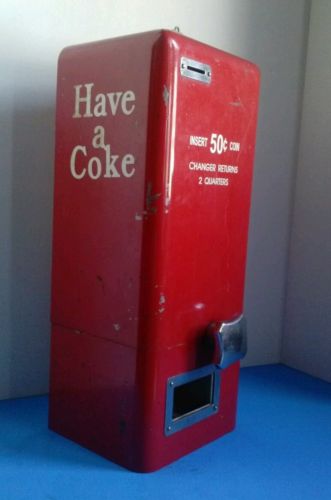 Have
a
Coke
INSERT 50¢ COIN
CHANGER RETURNS
2 QUARTERS